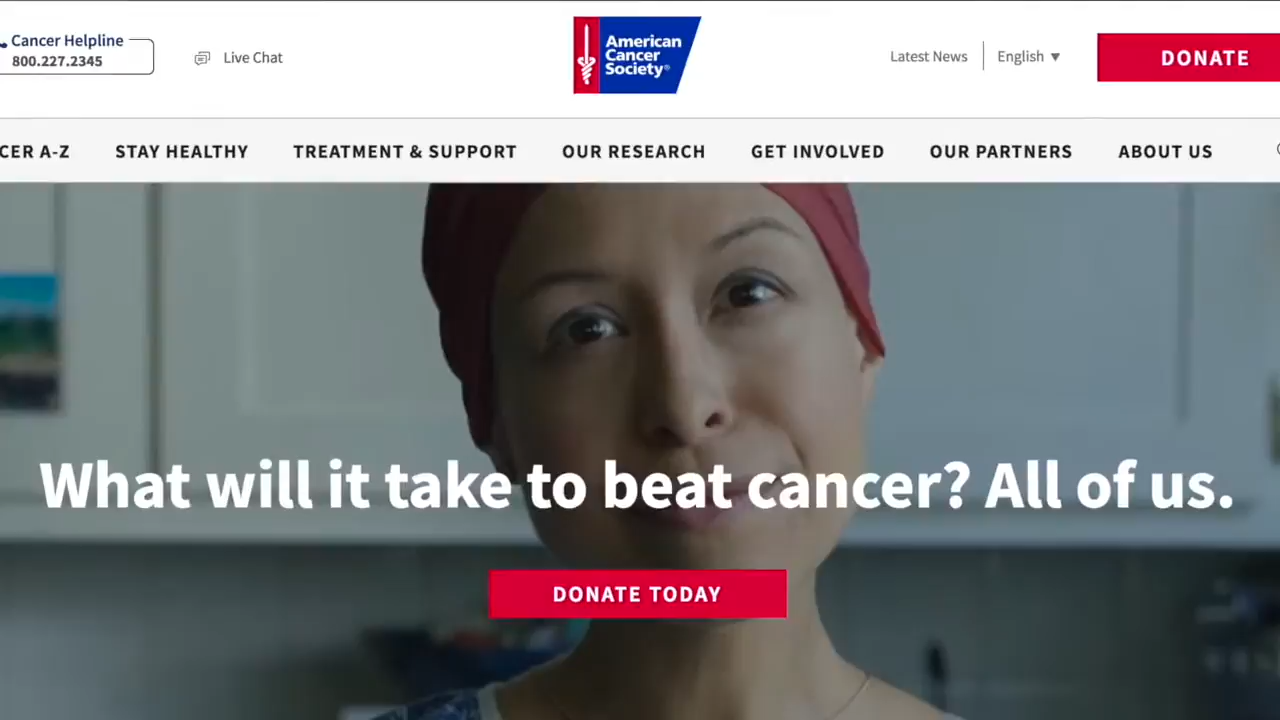 Cancer Helpline
800.227.2345
Live Chat
American
Cancer
Society®
Latest News
English
DONATE
CER A-Z
STAY HEALTHY
TREATMENT & SUPPORT
OUR RESEARCH
GET INVOLVED
OUR PARTNERS
ABOUT US
What will it take to beat cancer? All of us.
DONATE TODAY